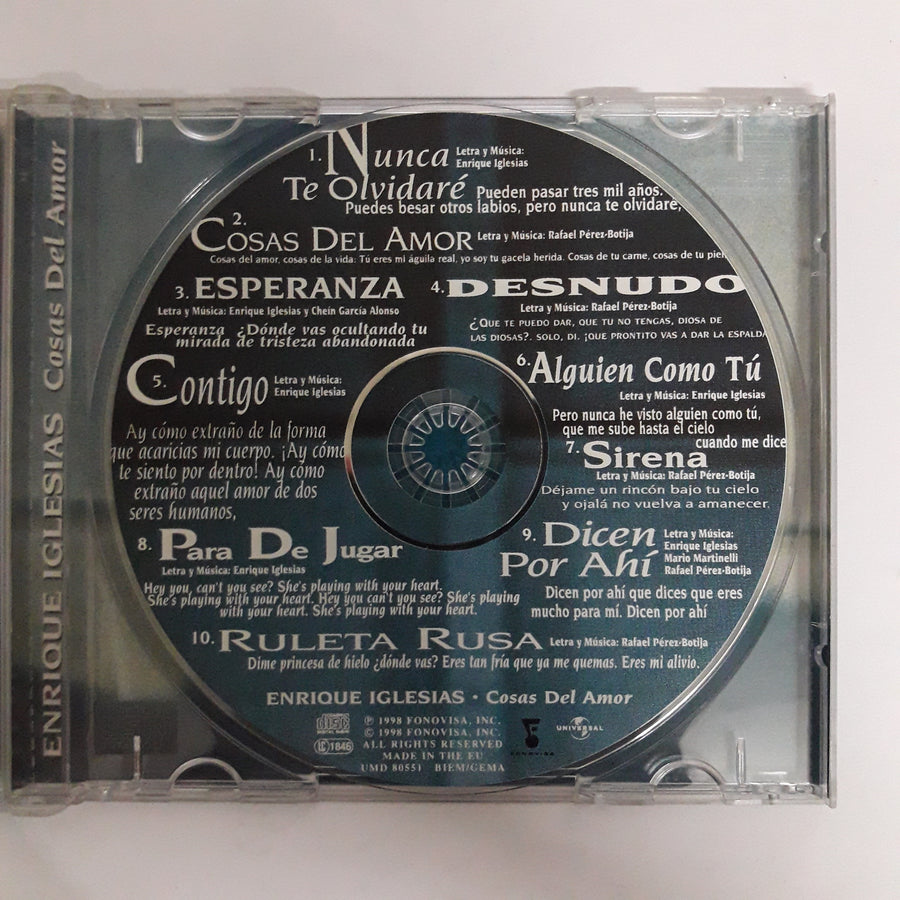 ENRIQUE IGLESIAS Cosas Del Amor
1. Nunca Letra y Música:
Enrique Iglesias
Te Olvidaré Pueden pasar tres mil años.
Puedes besar otros labios, pero nunca te olvidare,
2.
COSAS DEL AMOR Letra y Música: Rafael Pérez-Botija
Cosas del amor, cosas de la vida: Tú eres mi águila real, yo soy tu gacela herida. Cosas de tu carne, cosas de tu piel
3. ESPERANZA
Letra y Música: Enrique Iglesias y Cheín García Alonso
Esperanza ¿Dónde vas ocultando tu
mirada de tristeza abandonada
4. DESNUDO
Letra y Música: Rafael Pérez-Botija
¿QUE TE PUEDO DAR, QUE TU NO TENGAS, DIOSA DE
LAS DIOSAS?. SOLO, DI. ¡QUE PRONTITO VAS A DAR LA ESPALDA
5. Contigo Letra y Música:
Enrique Iglesias
Ay cómo extraño de la forma
que acaricias mi cuerpo. ¡Ay cómo
te siento por dentro! Ay cómo
extraño aquel amor de dos
seres humanos,
6. Alguien Como Tú
Letra y Música: Enrique Iglesias
Pero nunca he visto alguien como tú,
que me sube hasta el cielo
cuando me dice
7. Sirena
Letra y Música: Rafael Pérez-Botija
Déjame un rincón bajo tu cielo
y ojalá no vuelva a amanecer.
8. Para De Jugar
Letra y Música: Enrique Iglesias
Hey you, can't you see? She's playing with your heart.
She's playing with your heart. Hey you can't you see? She's playing
with your heart. She's playing with your heart.
9. Dicen Letra y Música:
Enrique Iglesias
Mario Martinelli
Por Ahí Rafael Pérez-Botija
Dicen por ahí que dices que eres
mucho para mí. Dicen por ahí
10. RULETA RUSA Letra y Música: Rafael Pérez-Botija
Dime princesa de hielo ¿dónde vas? Eres tan fría que ya me quemas. Eres mi alivio.
ENRIQUE IGLESIAS · Cosas Del Amor
COMPACT disc DIGITAL AUDIO
LC 1846
℗ 1998 FONOVISA, INC.
© 1998 FONOVISA, INC.
ALL RIGHTS RESERVED
MADE IN THE EU
UMD 80551 BIEM/GEMA
FONOVISA
UNIVERSAL